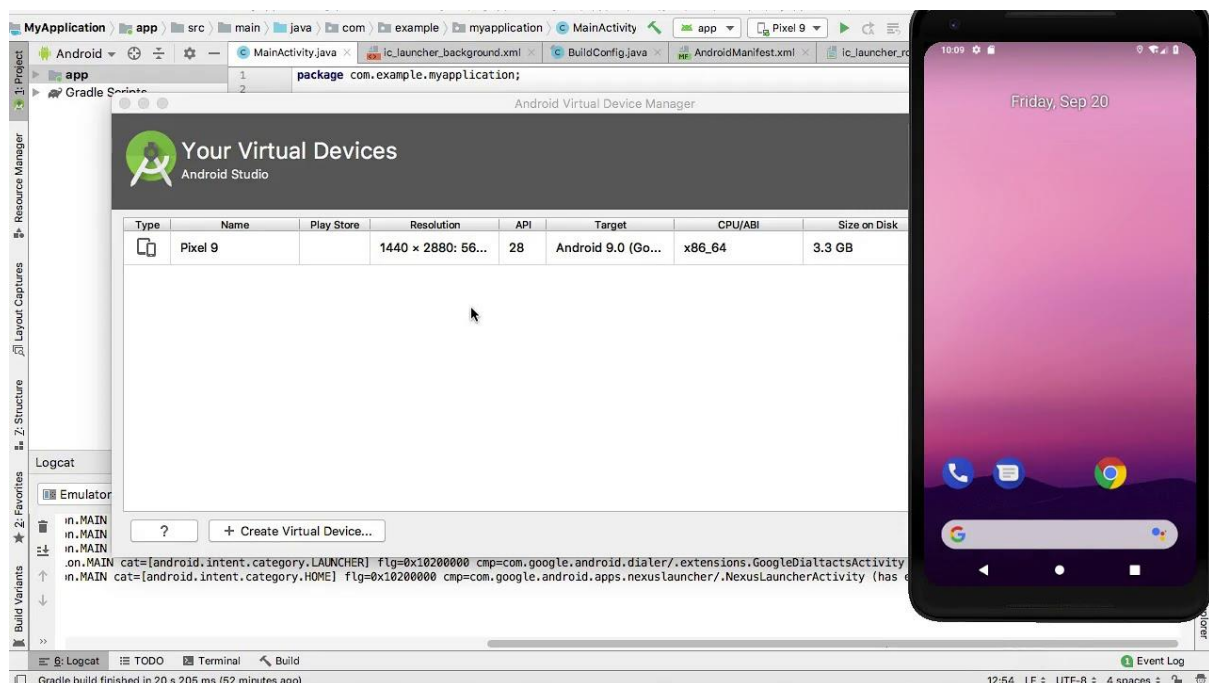 MyApplication app src main java com example myapplication MainActivity app Pixel 9
1: Project
Android
MainActivity.java
ic_launcher_background.xml
BuildConfig.java
AndroidManifest.xml
ic_launcher_ro
app
Gradle Scripts
1 package com.example.myapplication;
2
Android Virtual Device Manager
Your Virtual Devices
Android Studio
Type Name Play Store Resolution API Target CPU/ABI Size on Disk
Pixel 9 1440 × 2880: 56... 28 Android 9.0 (Go... x86_64 3.3 GB
? + Create Virtual Device...
Resource Manager
Layout Captures
Z: Structure
2: Favorites
Build Variants
Logcat
Emulator
on.MAIN
on.MAIN
on.MAIN
.on.MAIN cat=[android.intent.category.LAUNCHER] flg=0x10200000 cmp=com.google.android.dialer/.extensions.GoogleDialtactsActivity
on.MAIN cat=[android.intent.category.HOME] flg=0x10200000 cmp=com.google.android.apps.nexuslauncher/.NexusLauncherActivity (has e
6: Logcat TODO Terminal Build Event Log
Gradle build finished in 20 s 205 ms (52 minutes ago) 12:54 LF UTF-8 4 spaces
10:09
Friday, Sep 20
G